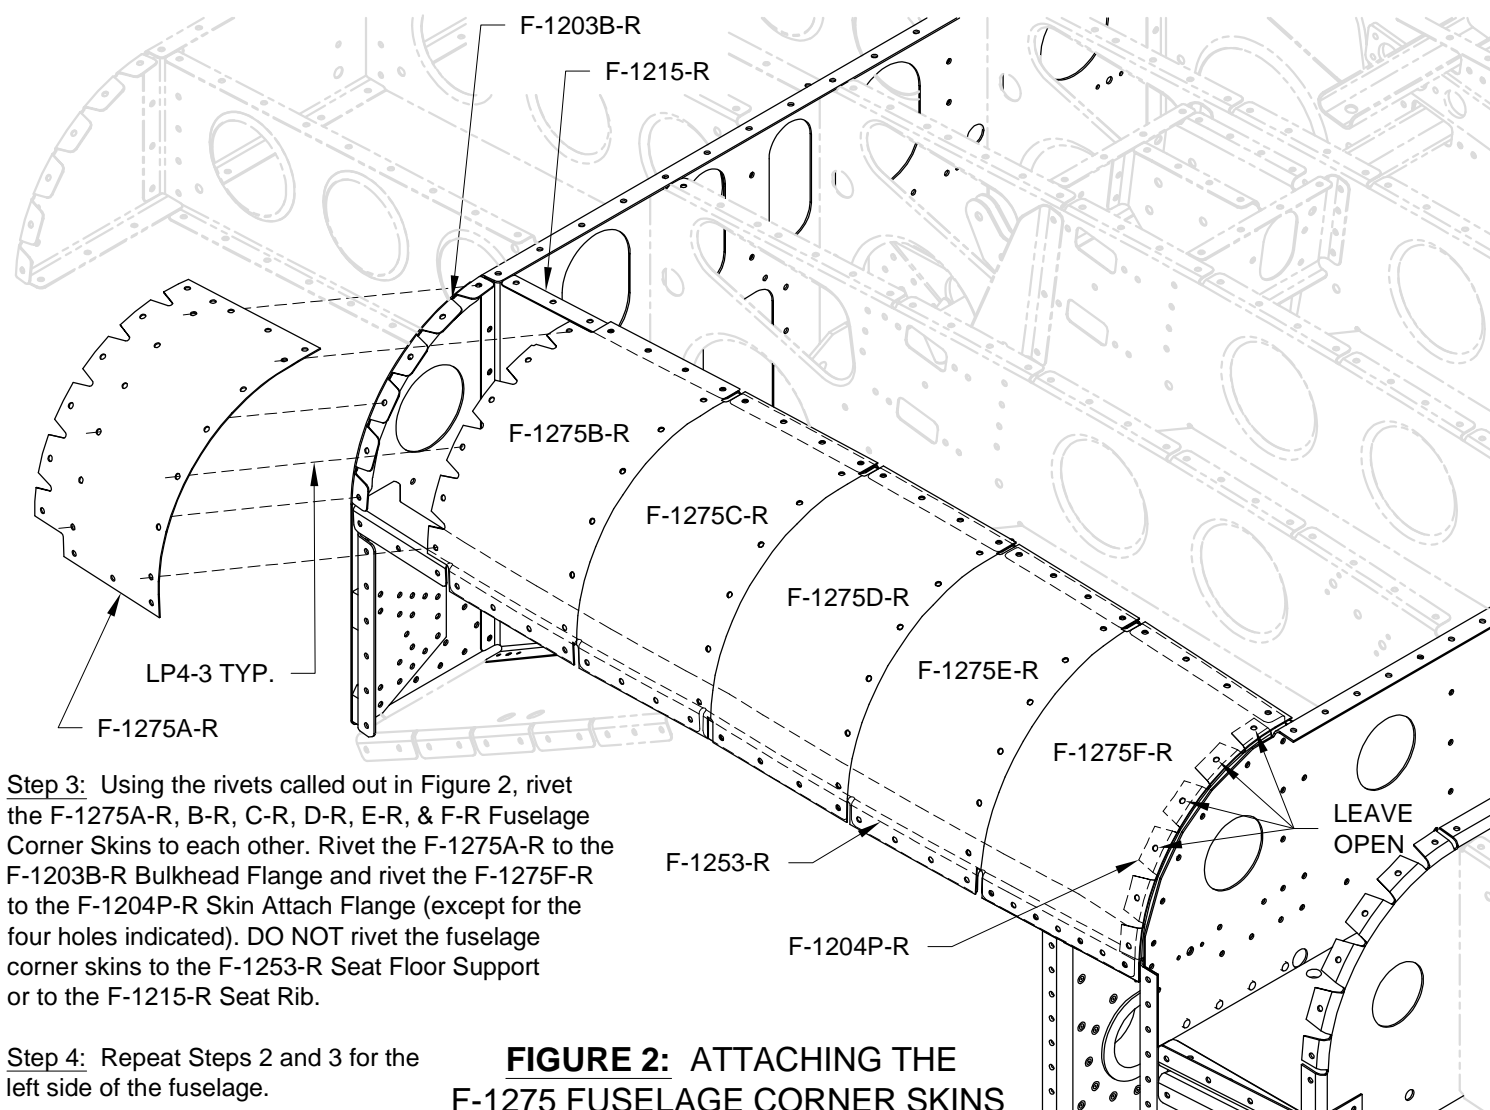 F-1203B-R
F-1215-R
F-1275B-R
F-1275C-R
F-1275D-R
F-1275E-R
F-1275F-R
LP4-3 TYP.
F-1275A-R
LEAVE
OPEN
F-1253-R
F-1204P-R
Step 3: Using the rivets called out in Figure 2, rivet
the F-1275A-R, B-R, C-R, D-R, E-R, & F-R Fuselage
Corner Skins to each other. Rivet the F-1275A-R to the
F-1203B-R Bulkhead Flange and rivet the F-1275F-R
to the F-1204P-R Skin Attach Flange (except for the
four holes indicated). DO NOT rivet the fuselage
corner skins to the F-1253-R Seat Floor Support
or to the F-1215-R Seat Rib.
Step 4: Repeat Steps 2 and 3 for the
left side of the fuselage.
FIGURE 2: ATTACHING THE
F-1275 FUSELAGE CORNER SKINS